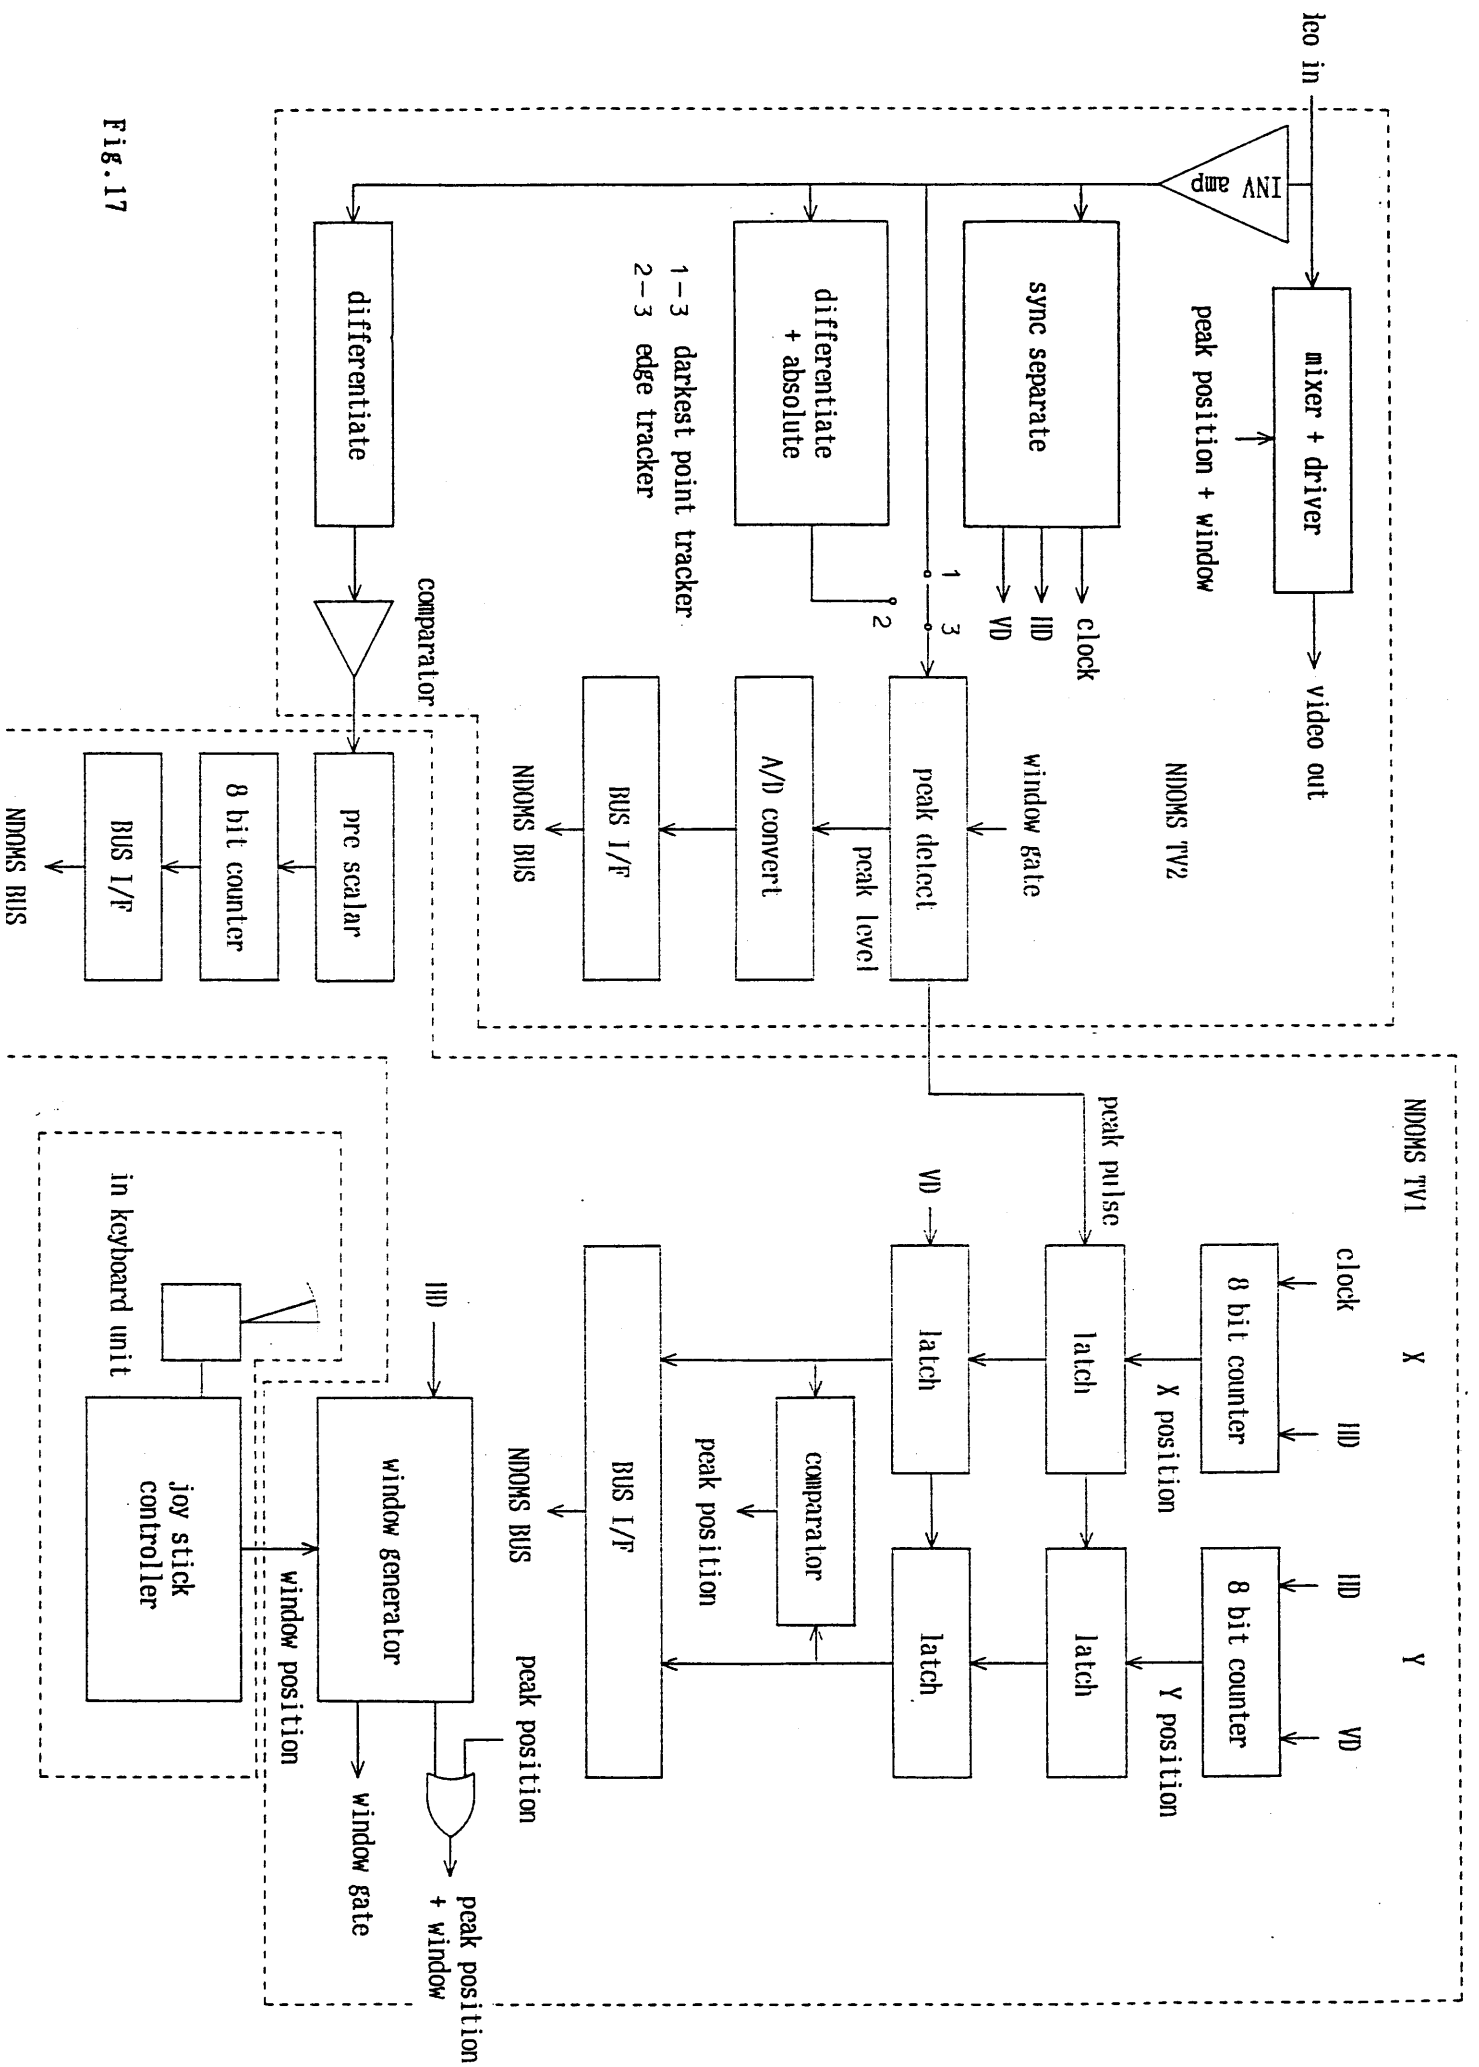 deo in
INV amp
mixer + driver
video out
peak position + window
NDOMS TV2
sync separate
clock
HD
VD
window gate
1
3
2
peak detect
peak level
differentiate
+ absolute
A/D convert
1-3 darkest point tracker
2-3 edge tracker
BUS I/F
NDOMS BUS
differentiate
comparator
pre scalar
8 bit counter
BUS I/F
NDOMS BUS
Fig.17
NDOMS TV1
X
Y
clock
HD
HD
VD
8 bit counter
8 bit counter
X position
Y position
peak pulse
latch
latch
VD
latch
latch
comparator
peak position
BUS I/F
NDOMS BUS
peak position
HD
window generator
peak position
+ window
window gate
window position
joy stick
controller
in keyboard unit